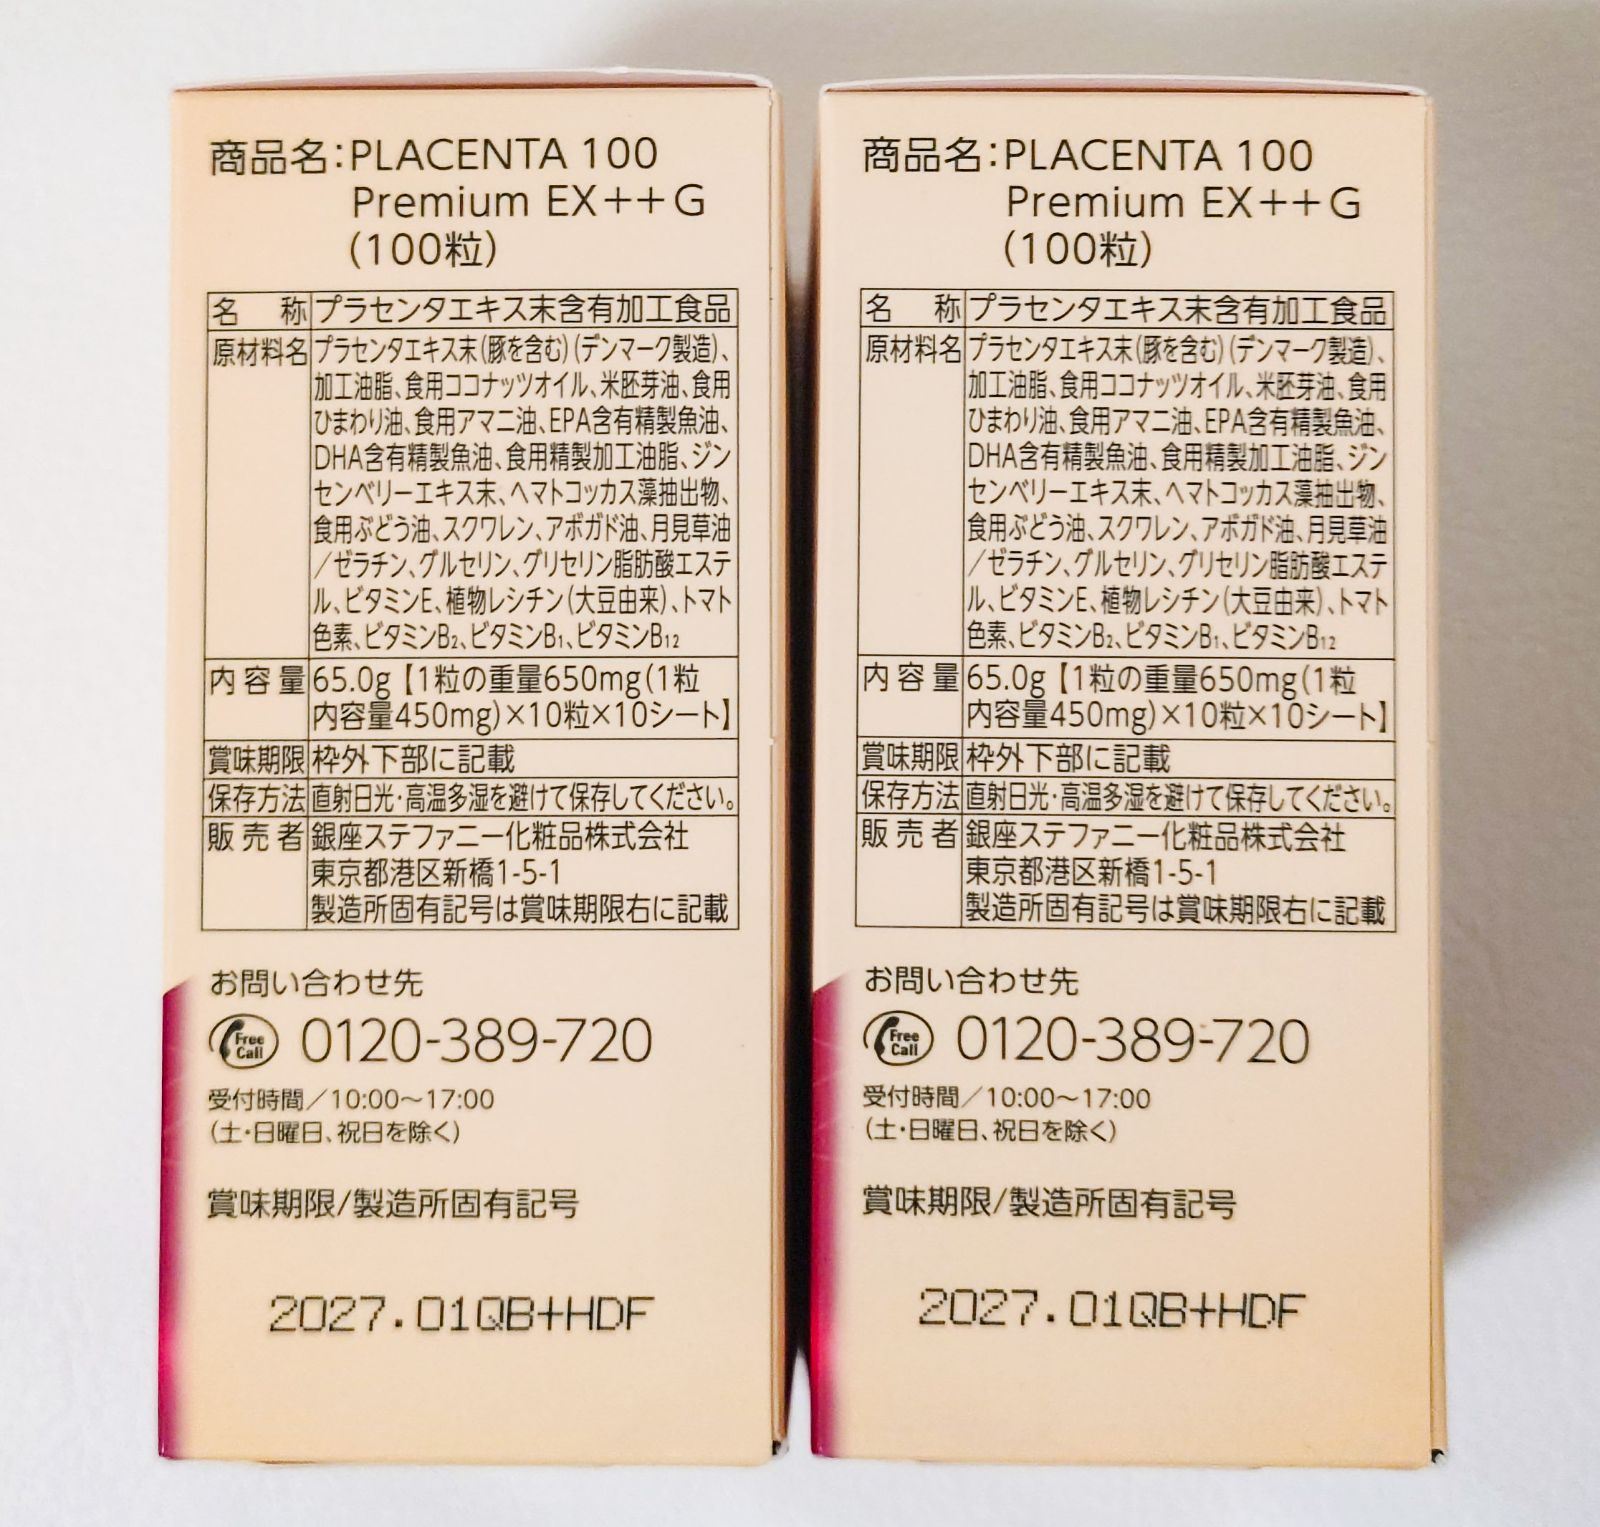 商品名:PLACENTA 100
Premium EX++G
(100粒)
名 称 プラセンタエキス末含有加工食品
原材料名 プラセンタエキス末(豚を含む)(デンマーク製造)、
加工油脂、食用ココナッツオイル、米胚芽油、食用
ひまわり油、食用アマニ油、EPA含有精製魚油、
DHA含有精製魚油、食用精製加工油脂、ジン
センベリーエキス末、ヘマトコッカス藻抽出物、
食用ぶどう油、スクワレン、アボガド油、月見草油
/ゼラチン、グルセリン、グリセリン脂肪酸エステ
ル、ビタミンE、植物レシチン(大豆由来)、トマト
色素、ビタミンB₂、ビタミンB₁、ビタミンB₁₂
内容量 65.0g【1粒の重量650mg(1粒
内容量450mg)×10粒×10シート】
賞味期限 枠外下部に記載
保存方法 直射日光・高温多湿を避けて保存してください。
販売者 銀座ステファニー化粧品株式会社
東京都港区新橋1-5-1
製造所固有記号は賞味期限右に記載
お問い合わせ先
Free Call 0120-389-720
受付時間/10:00〜17:00
(土・日曜日、祝日を除く)
賞味期限/製造所固有記号
2027.01QB+HDF
商品名:PLACENTA 100
Premium EX++G
(100粒)
名 称 プラセンタエキス末含有加工食品
原材料名 プラセンタエキス末(豚を含む)(デンマーク製造)、
加工油脂、食用ココナッツオイル、米胚芽油、食用
ひまわり油、食用アマニ油、EPA含有精製魚油、
DHA含有精製魚油、食用精製加工油脂、ジン
センベリーエキス末、ヘマトコッカス藻抽出物、
食用ぶどう油、スクワレン、アボガド油、月見草油
/ゼラチン、グルセリン、グリセリン脂肪酸エステ
ル、ビタミンE、植物レシチン(大豆由来)、トマト
色素、ビタミンB₂、ビタミンB₁、ビタミンB₁₂
内容量 65.0g【1粒の重量650mg(1粒
内容量450mg)×10粒×10シート】
賞味期限 枠外下部に記載
保存方法 直射日光・高温多湿を避けて保存してください。
販売者 銀座ステファニー化粧品株式会社
東京都港区新橋1-5-1
製造所固有記号は賞味期限右に記載
お問い合わせ先
Free Call 0120-389-720
受付時間/10:00〜17:00
(土・日曜日、祝日を除く)
賞味期限/製造所固有記号
2027.01QB+HDF